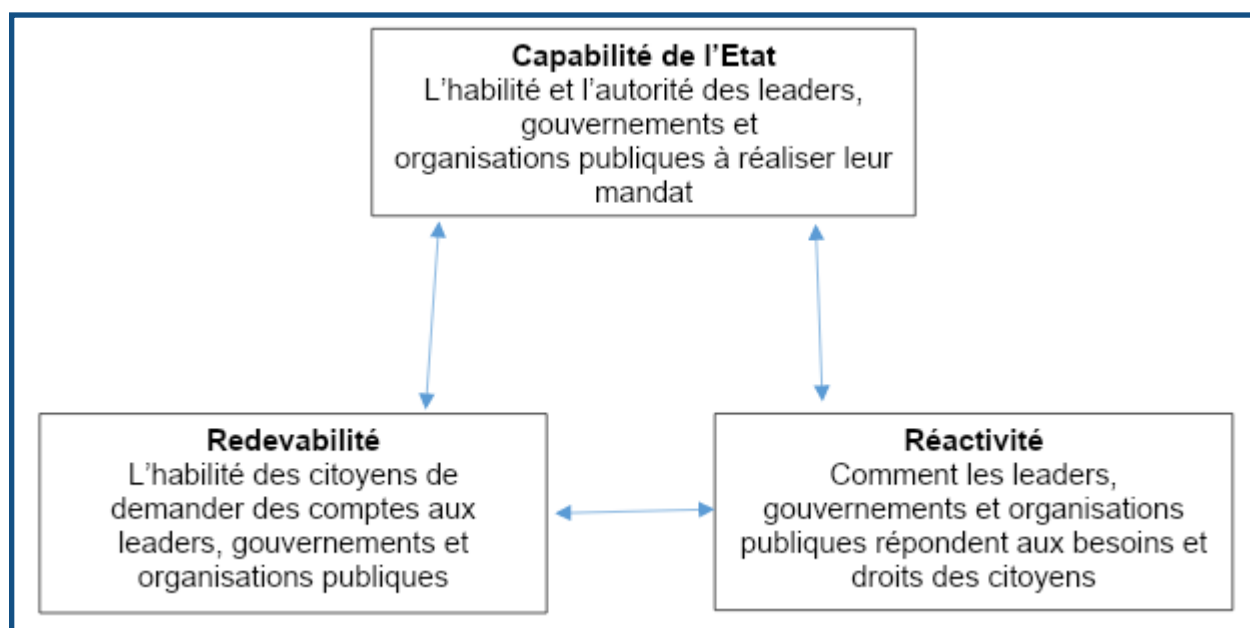 Capabilité de l’Etat
L’habilité et l’autorité des leaders,
gouvernements et
organisations publiques à réaliser leur
mandat
Redevabilité
L’habilité des citoyens de
demander des comptes aux
leaders, gouvernements et
organisations publiques
Réactivité
Comment les leaders,
gouvernements et organisations
publiques répondent aux besoins et
droits des citoyens